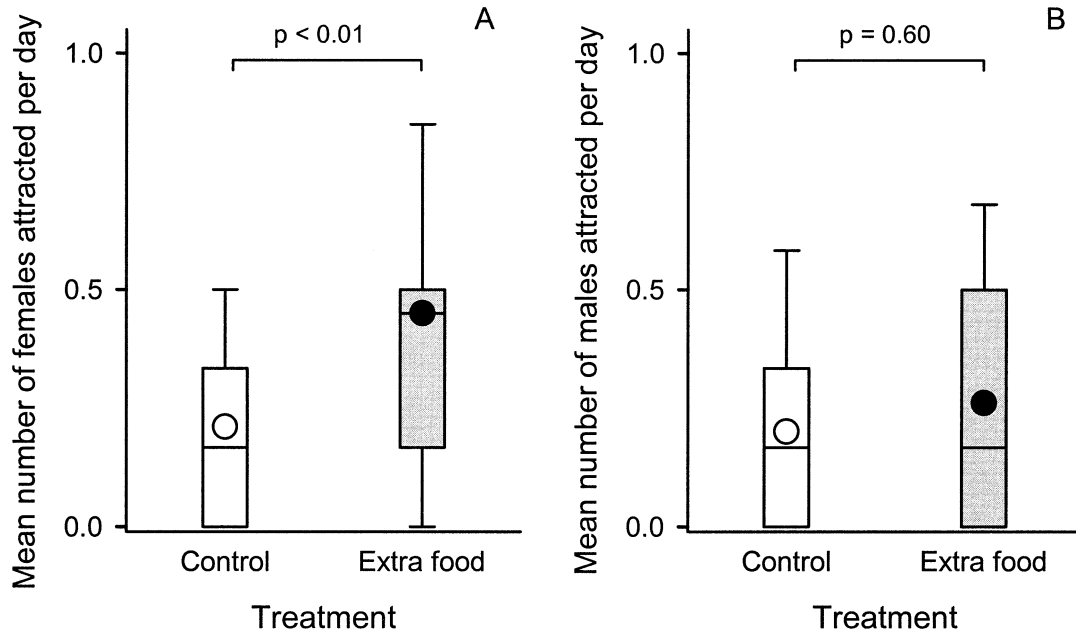 A
p < 0.01
Mean number of females attracted per day
1.0
0.5
0.0
Control
Extra food
Treatment
B
p = 0.60
Mean number of males attracted per day
1.0
0.5
0.0
Control
Extra food
Treatment